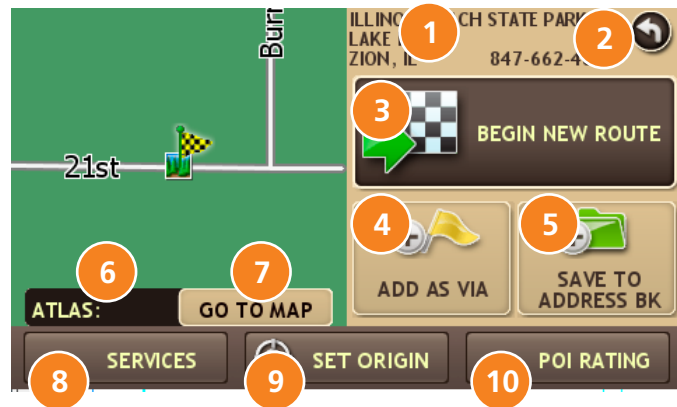 Burr
21st
ATLAS:
GO TO MAP
CH STATE PARK
LAKE
ZION, IL
847-662-4
BEGIN NEW ROUTE
ADD AS VIA
SAVE TO
ADDRESS BK
SERVICES
SET ORIGIN
POI RATING
1
2
3
4
5
6
7
8
9
10